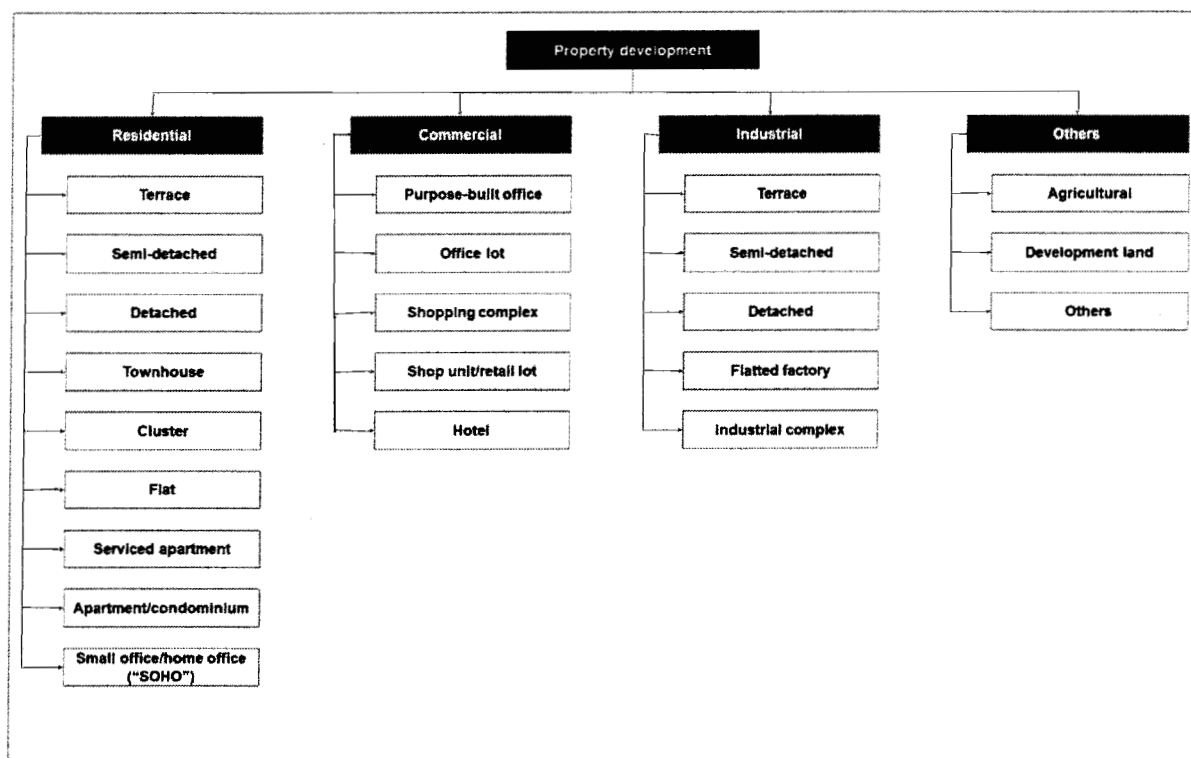 Property development
Residential
Terrace
Semi-detached
Detached
Townhouse
Cluster
Flat
Serviced apartment
Apartment/condominium
Small office/home office
("SOHO")
Commercial
Purpose-built office
Office lot
Shopping complex
Shop unit/retail lot
Hotel
Industrial
Terrace
Semi-detached
Detached
Flatted factory
Industrial complex
Others
Agricultural
Development land
Others